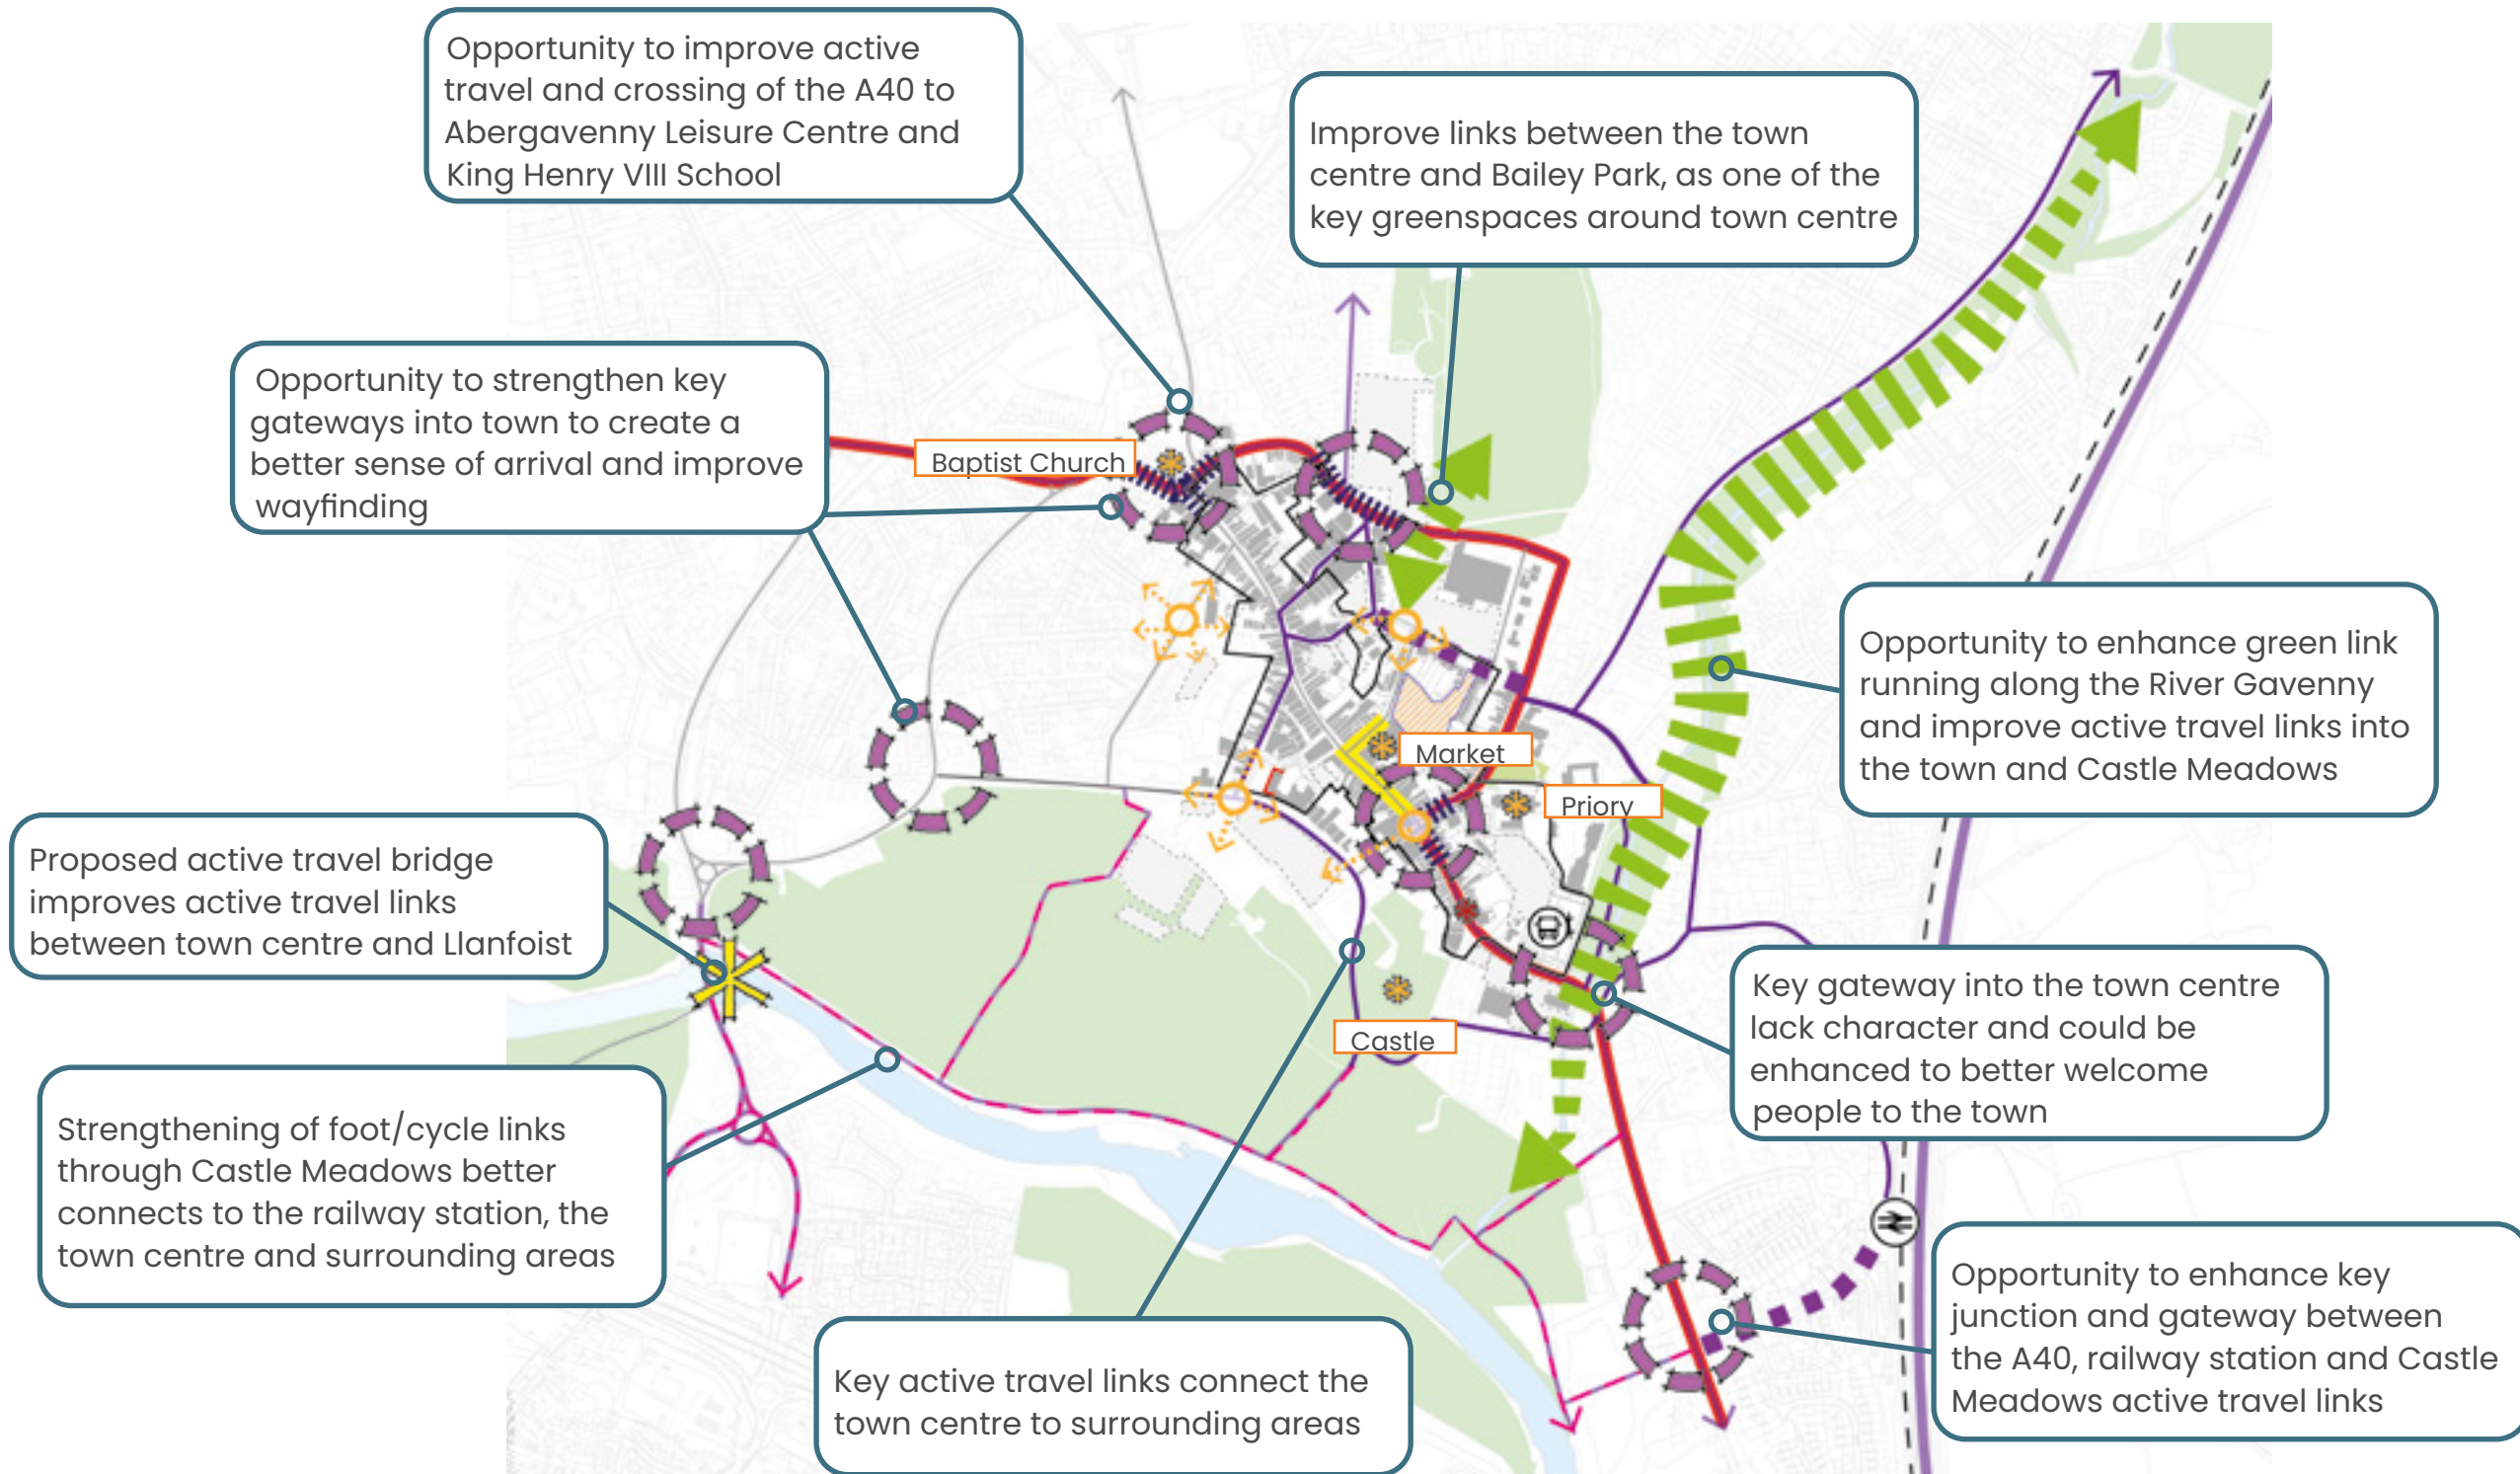 Opportunity to improve active
travel and crossing of the A40 to
Abergavenny Leisure Centre and
King Henry VIII School
Improve links between the town
centre and Bailey Park, as one of the
key greenspaces around town centre
Opportunity to strengthen key
gateways into town to create a
better sense of arrival and improve
wayfinding
Baptist Church
Opportunity to enhance green link
running along the River Gavenny
and improve active travel links into
the town and Castle Meadows
Market
Priory
Proposed active travel bridge
improves active travel links
between town centre and Llanfoist
Key gateway into the town centre
lack character and could be
enhanced to better welcome
people to the town
Castle
Strengthening of foot/cycle links
through Castle Meadows better
connects to the railway station, the
town centre and surrounding areas
Opportunity to enhance key
junction and gateway between
the A40, railway station and Castle
Meadows active travel links
Key active travel links connect the
town centre to surrounding areas